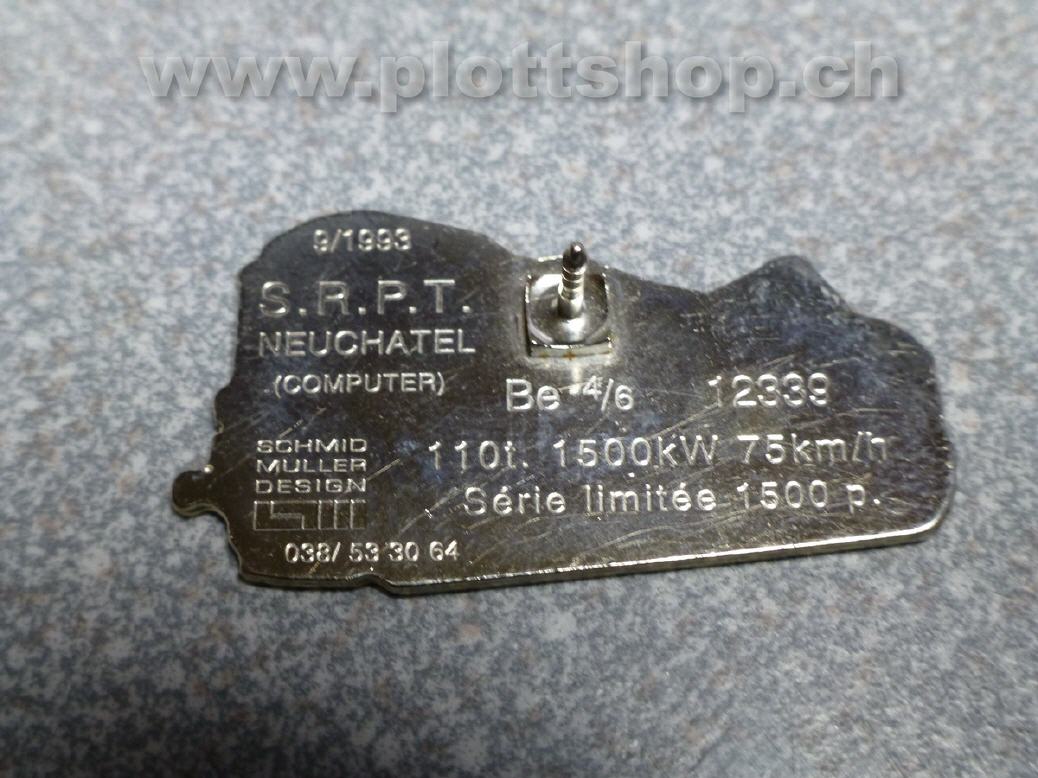 www.plottshop.ch
9/1993
S.R.P.T.
NEUCHATEL
(COMPUTER)
Be 4/6 12339
SCHMID
MULLER
DESIGN
110t. 1500kW 75km/h
Série limitée 1500 p.
038/ 53 30 64